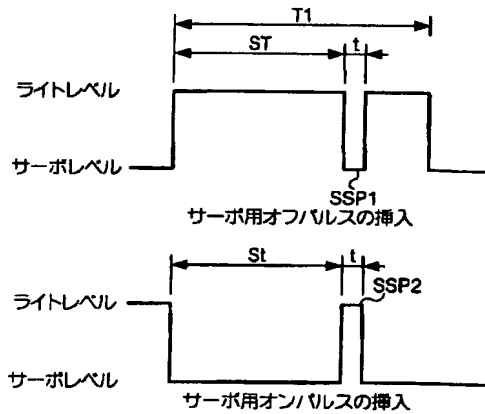 T1
ST t
ライトレベル
サーボレベル
SSP1
サーボ用オフパルスの挿入
St t
SSP2
ライトレベル
サーボレベル
サーボ用オンパルスの挿入